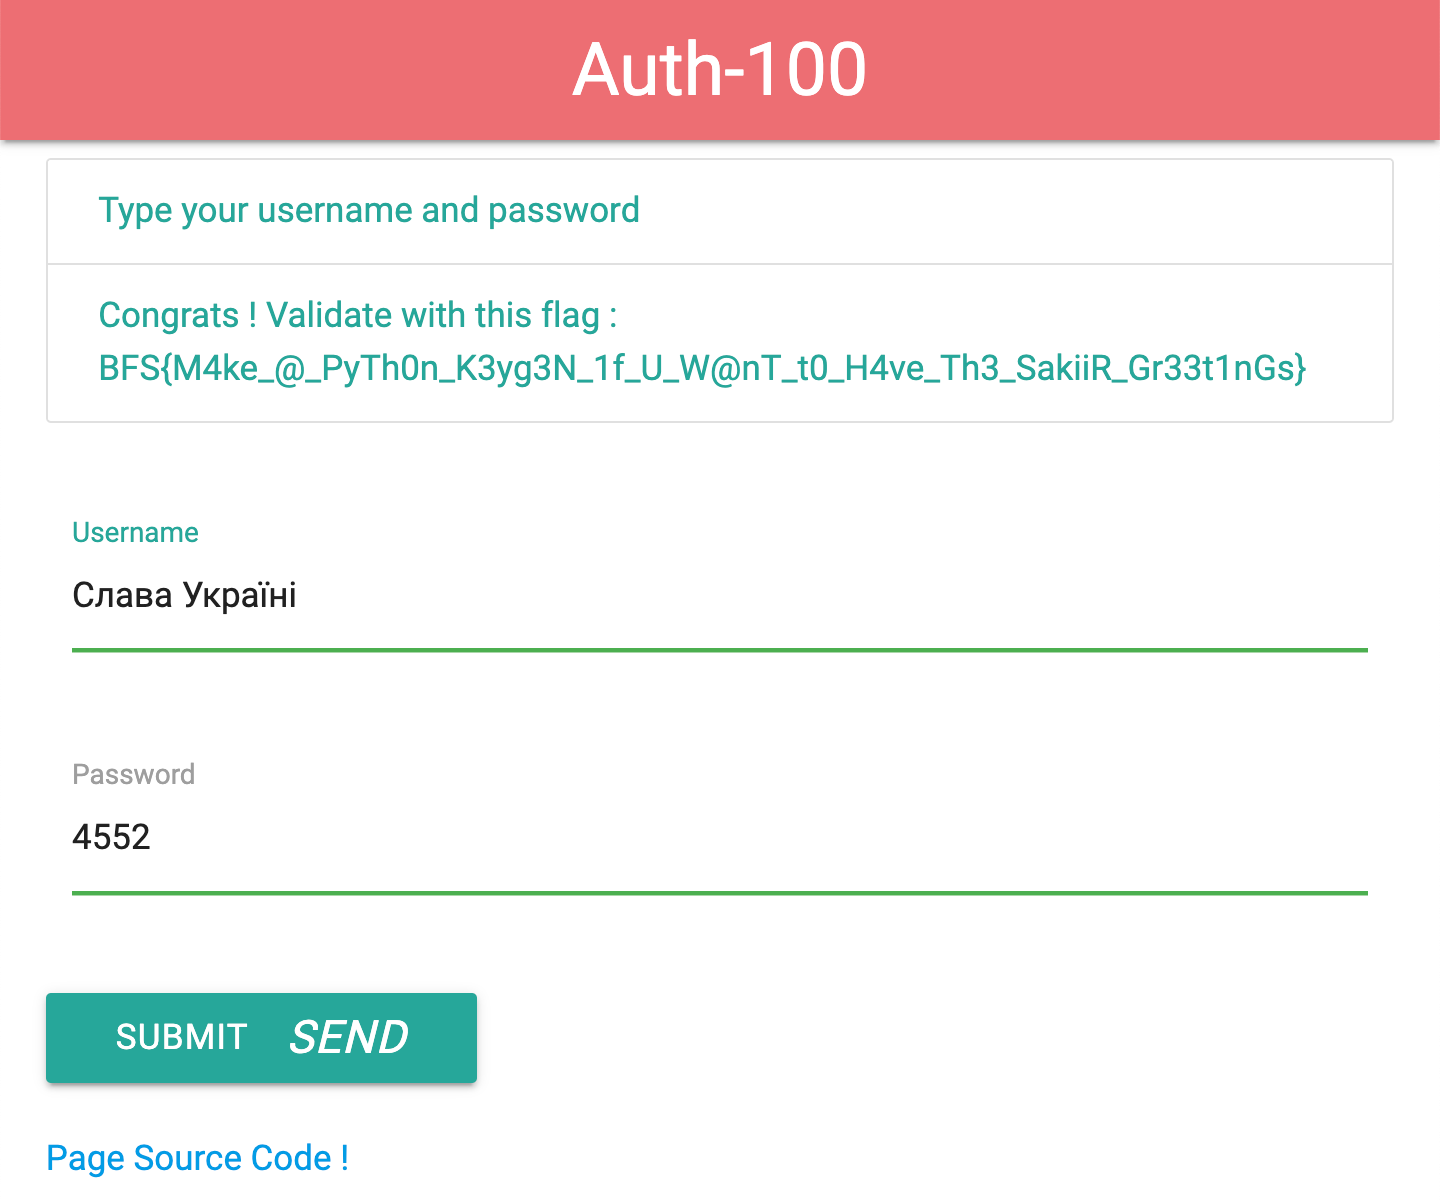 Auth-100
Type your username and password
Congrats ! Validate with this flag :
BFS{M4ke_@_PyTh0n_K3yg3N_1f_U_W@nT_t0_H4ve_Th3_SakiiR_Gr33t1nGs}
Username
Слава Україні
Password
4552
SUBMIT SEND
Page Source Code !